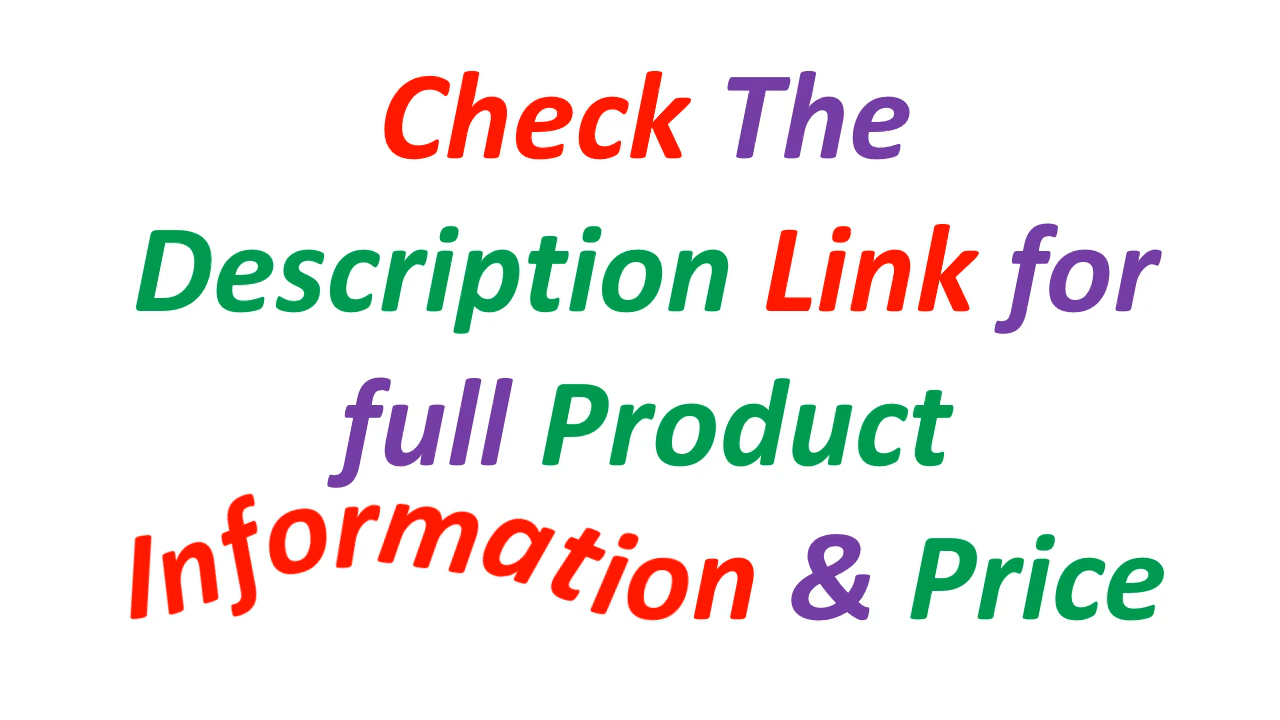 Check The
Description Link for
full Product
Information & Price